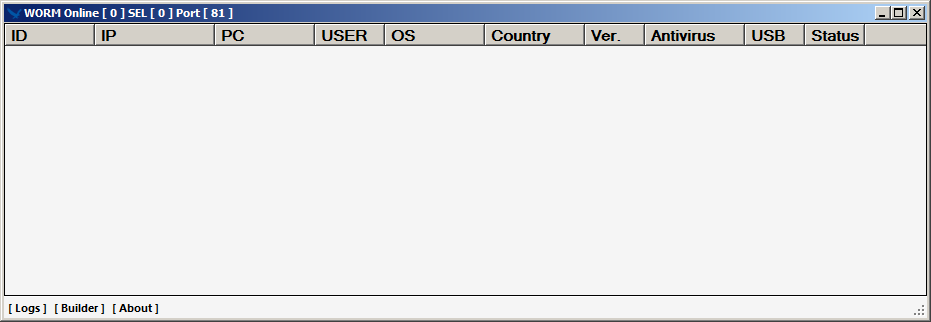 WORM Online [ 0 ] SEL [ 0 ] Port [ 81 ]
ID IP PC USER OS Country Ver. Antivirus USB Status
[ Logs ] [ Builder ] [ About ]